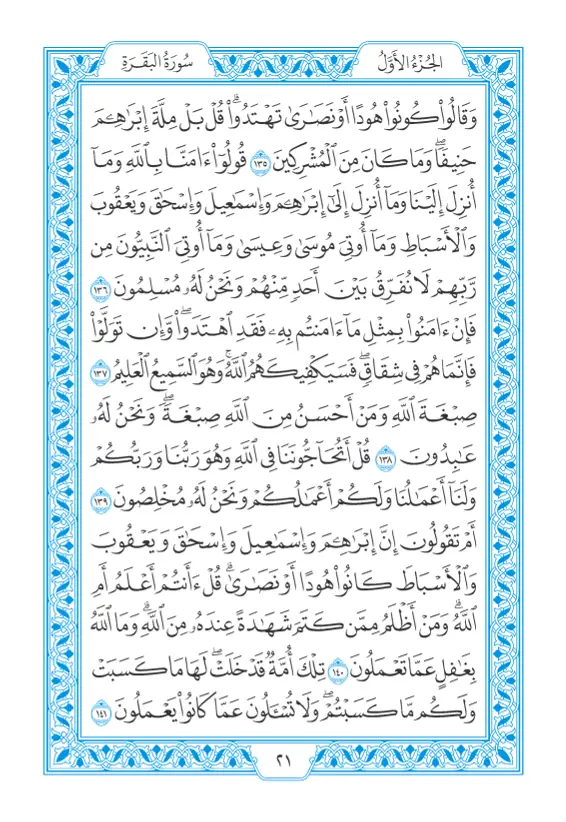 الجُزْءُ الأَوَّلُ
سُورَةُ البَقَرَةِ
وَقَالُوا۟ كُونُوا۟ هُودًا أَوْ نَصَٰرَىٰ تَهْتَدُوا۟ۗ قُلْ بَلْ مِلَّةَ إِبْرَٰهِـۧمَ
حَنِيفًاۖ وَمَا كَانَ مِنَ ٱلْمُشْرِكِينَ ١٣٥ قُولُوٓا۟ ءَامَنَّا بِٱللَّهِ وَمَآ
أُنزِلَ إِلَيْنَا وَمَآ أُنزِلَ إِلَىٰٓ إِبْرَٰهِـۧمَ وَإِسْمَٰعِيلَ وَإِسْحَٰقَ وَيَعْقُوبَ
وَٱلْأَسْبَاطِ وَمَآ أُوتِىَ مُوسَىٰ وَعِيسَىٰ وَمَآ أُوتِىَ ٱلنَّبِيُّونَ مِن
رَّبِّهِمْ لَا نُفَرِّقُ بَيْنَ أَحَدٍ مِّنْهُمْ وَنَحْنُ لَهُۥ مُسْلِمُونَ ١٣٦
فَإِنْ ءَامَنُوا۟ بِمِثْلِ مَآ ءَامَنتُم بِهِۦ فَقَدِ ٱهْتَدَوا۟ۖ وَّإِن تَوَلَّوْا۟
فَإِنَّمَا هُمْ فِى شِقَاقٍۖ فَسَيَكْفِيكَهُمُ ٱللَّهُۚ وَهُوَ ٱلسَّمِيعُ ٱلْعَلِيمُ ١٣٧
صِبْغَةَ ٱللَّهِ وَمَنْ أَحْسَنُ مِنَ ٱللَّهِ صِبْغَةًۖ وَنَحْنُ لَهُۥ
عَٰبِدُونَ ١٣٨ قُلْ أَتُحَآجُّونَنَا فِى ٱللَّهِ وَهُوَ رَبُّنَا وَرَبُّكُمْ
وَلَنَآ أَعْمَٰلُنَا وَلَكُمْ أَعْمَٰلُكُمْ وَنَحْنُ لَهُۥ مُخْلِصُونَ ١٣٩
أَمْ تَقُولُونَ إِنَّ إِبْرَٰهِـۧمَ وَإِسْمَٰعِيلَ وَإِسْحَٰقَ وَيَعْقُوبَ
وَٱلْأَسْبَاطَ كَانُوا۟ هُودًا أَوْ نَصَٰرَىٰۗ قُلْ ءَأَنتُمْ أَعْلَمُ أَمِ
ٱللَّهُۗ وَمَنْ أَظْلَمُ مِمَّن كَتَمَ شَهَٰدَةً عِندَهُۥ مِنَ ٱللَّهِۗ وَمَا ٱللَّهُ
بِغَٰفِلٍ عَمَّا تَعْمَلُونَ ١٤٠ تِلْكَ أُمَّةٌ قَدْ خَلَتْۖ لَهَا مَا كَسَبَتْ
وَلَكُم مَّا كَسَبْتُمْۖ وَلَا تُسْـَٔلُونَ عَمَّا كَانُوا۟ يَعْمَلُونَ ١٤١
٢١